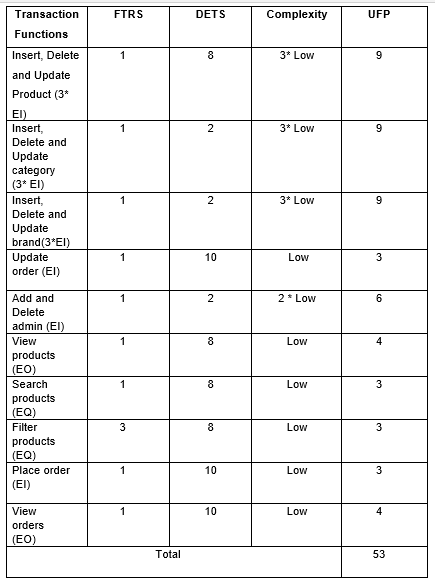 Transaction Functions | FTRS | DETS | Complexity | UFP
Insert, Delete and Update Product (3* EI) | 1 | 8 | 3* Low | 9
Insert, Delete and Update category (3* EI) | 1 | 2 | 3* Low | 9
Insert, Delete and Update brand(3*EI) | 1 | 2 | 3* Low | 9
Update order (EI) | 1 | 10 | Low | 3
Add and Delete admin (EI) | 1 | 2 | 2 * Low | 6
View products (EO) | 1 | 8 | Low | 4
Search products (EQ) | 1 | 8 | Low | 3
Filter products (EQ) | 3 | 8 | Low | 3
Place order (EI) | 1 | 10 | Low | 3
View orders (EO) | 1 | 10 | Low | 4
Total | 53